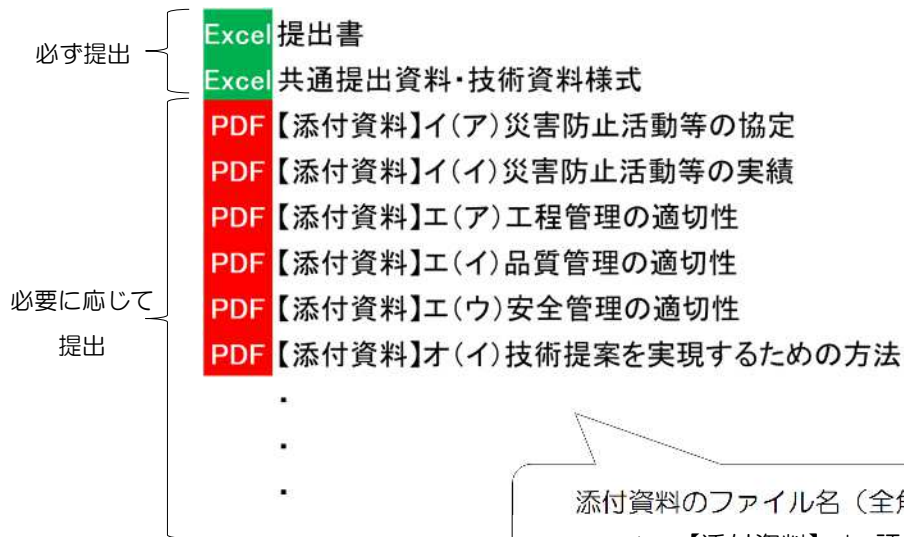 必ず提出
Excel 提出書
Excel 共通提出資料・技術資料様式
必要に応じて
提出
PDF 【添付資料】イ(ア)災害防止活動等の協定
PDF 【添付資料】イ(イ)災害防止活動等の実績
PDF 【添付資料】エ(ア)工程管理の適切性
PDF 【添付資料】エ(イ)品質管理の適切性
PDF 【添付資料】エ(ウ)安全管理の適切性
PDF 【添付資料】オ(イ)技術提案を実現するための方法
・
・
・
添付資料のファイル名（全
【添付資料】